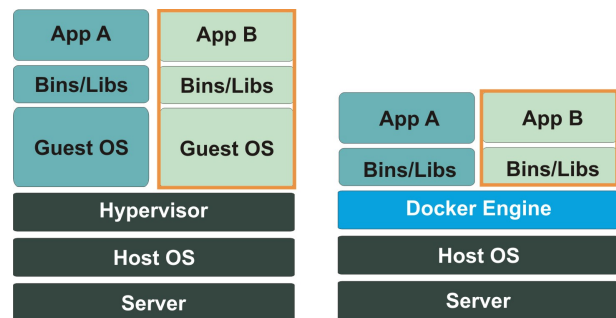 App A
App B
Bins/Libs
Bins/Libs
Guest OS
Guest OS
Hypervisor
Host OS
Server
App A
App B
Bins/Libs
Bins/Libs
Docker Engine
Host OS
Server